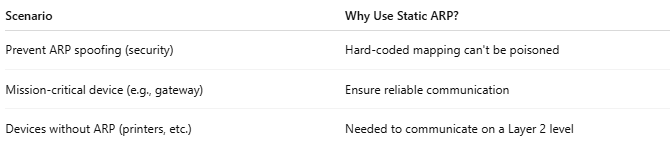 Scenario Why Use Static ARP?
Prevent ARP spoofing (security) Hard-coded mapping can't be poisoned
Mission-critical device (e.g., gateway) Ensure reliable communication
Devices without ARP (printers, etc.) Needed to communicate on a Layer 2 level